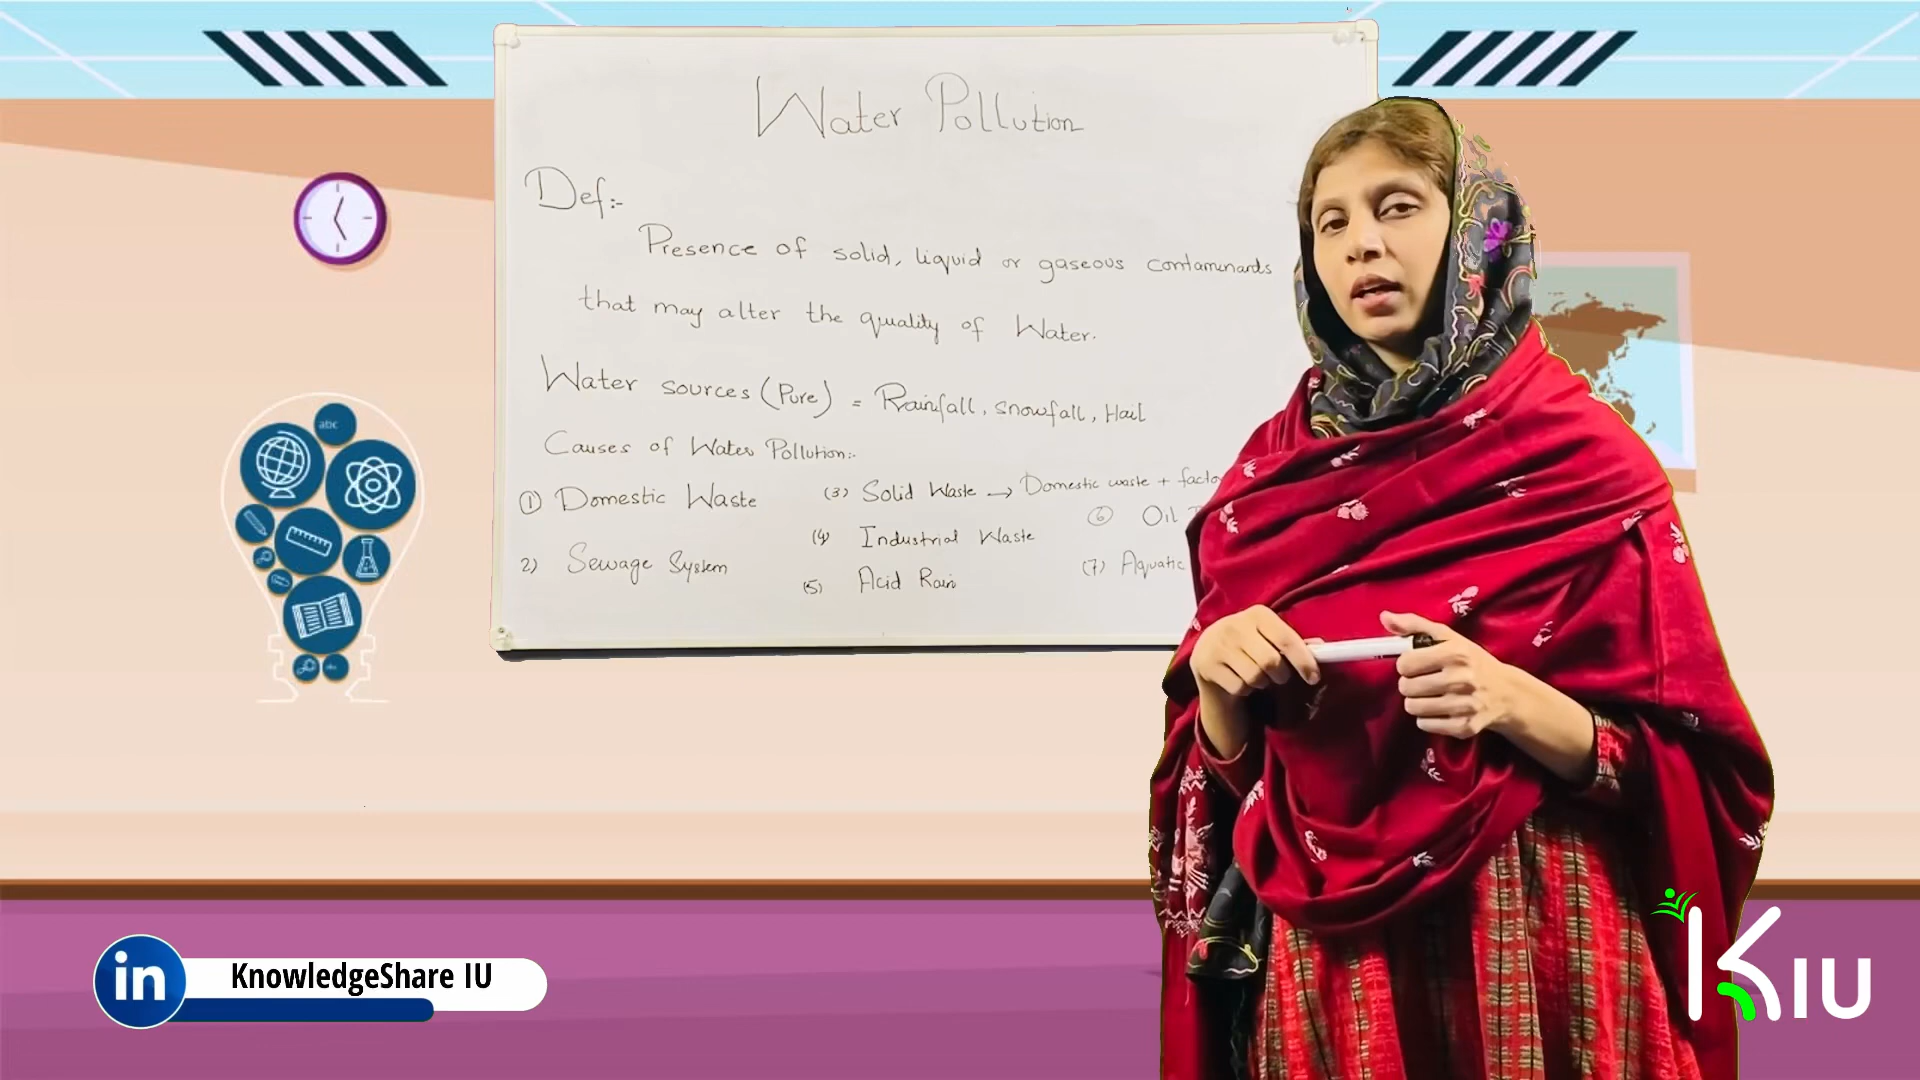 Water Pollution
Def:-
Presence of solid, liquid or gaseous contaminants
that may alter the quality of Water.
Water sources (Pure) = Rainfall, snowfall, Hail
Causes of Water Pollution:-
① Domestic Waste
2) Sewage System
(3) Solid Waste → Domestic waste + facto
(4) Industrial Waste
(5) Acid Rain
⑥ Oil
(7) Aquatic
abc
in KnowledgeShare IU
KIU